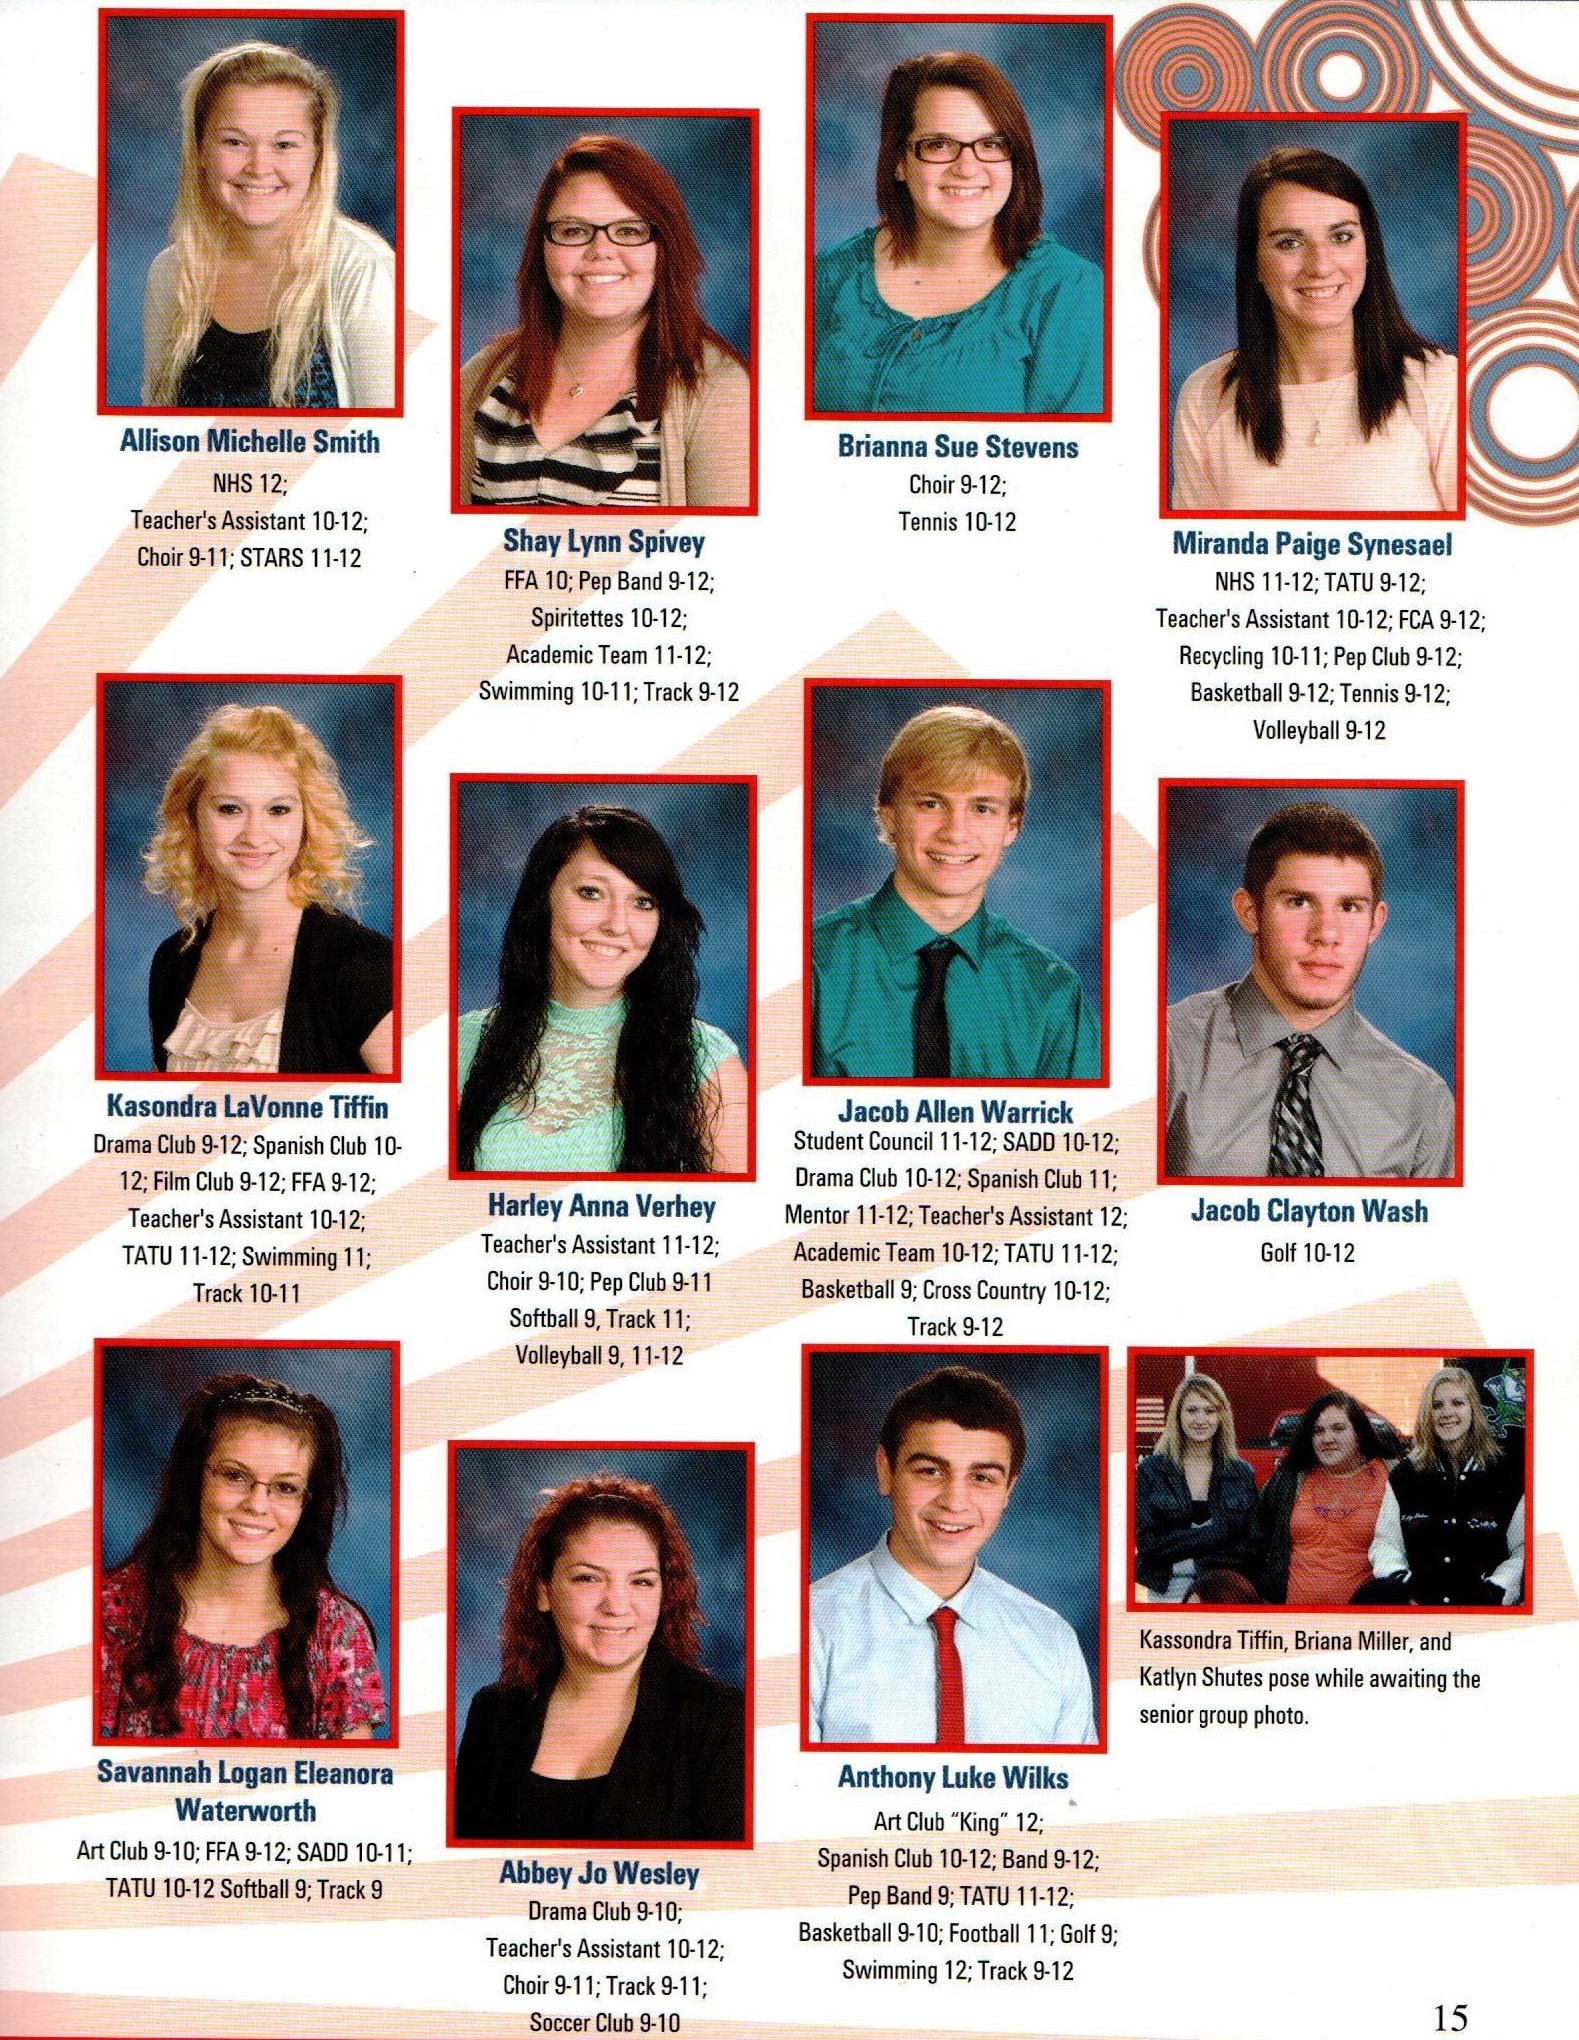 Allison Michelle Smith
NHS 12;
Teacher's Assistant 10-12;
Choir 9-11; STARS 11-12
Shay Lynn Spivey
FFA 10; Pep Band 9-12;
Spiritettes 10-12;
Academic Team 11-12;
Swimming 10-11; Track 9-12
Brianna Sue Stevens
Choir 9-12;
Tennis 10-12
Miranda Paige Synesael
NHS 11-12; TATU 9-12;
Teacher's Assistant 10-12; FCA 9-12;
Recycling 10-11; Pep Club 9-12;
Basketball 9-12; Tennis 9-12;
Volleyball 9-12
Kasondra LaVonne Tiffin
Drama Club 9-12; Spanish Club 10-
12; Film Club 9-12; FFA 9-12;
Teacher's Assistant 10-12;
TATU 11-12; Swimming 11;
Track 10-11
Harley Anna Verhey
Teacher's Assistant 11-12;
Choir 9-10; Pep Club 9-11
Softball 9, Track 11;
Volleyball 9, 11-12
Jacob Allen Warrick
Student Council 11-12; SADD 10-12;
Drama Club 10-12; Spanish Club 11;
Mentor 11-12; Teacher's Assistant 12;
Academic Team 10-12; TATU 11-12;
Basketball 9; Cross Country 10-12;
Track 9-12
Jacob Clayton Wash
Golf 10-12
Savannah Logan Eleanora
Waterworth
Art Club 9-10; FFA 9-12; SADD 10-11;
TATU 10-12 Softball 9; Track 9
Abbey Jo Wesley
Drama Club 9-10;
Teacher's Assistant 10-12;
Choir 9-11; Track 9-11;
Soccer Club 9-10
Anthony Luke Wilks
Art Club “King” 12;
Spanish Club 10-12; Band 9-12;
Pep Band 9; TATU 11-12;
Basketball 9-10; Football 11; Golf 9;
Swimming 12; Track 9-12
Kassondra Tiffin, Briana Miller, and
Katlyn Shutes pose while awaiting the
senior group photo.
15